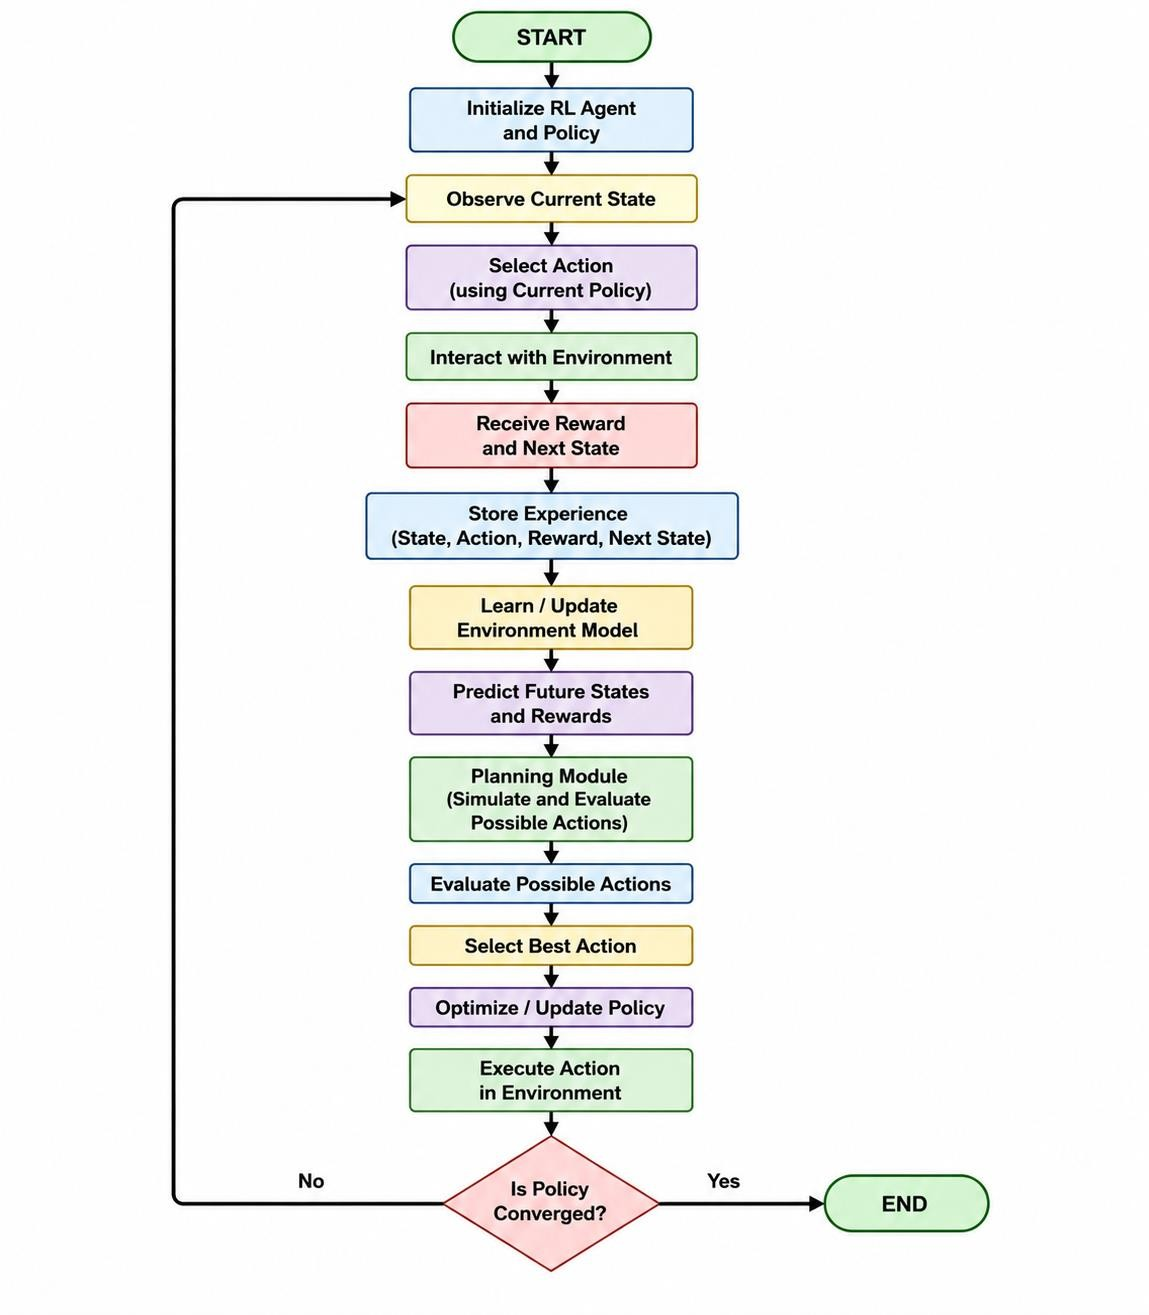 START
Initialize RL Agent
and Policy
Observe Current State
Select Action
(using Current Policy)
Interact with Environment
Receive Reward
and Next State
Store Experience
(State, Action, Reward, Next State)
Learn / Update
Environment Model
Predict Future States
and Rewards
Planning Module
(Simulate and Evaluate
Possible Actions)
Evaluate Possible Actions
Select Best Action
Optimize / Update Policy
Execute Action
in Environment
No
Is Policy
Converged?
Yes
END